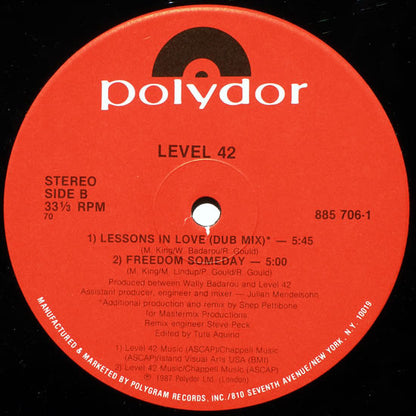 polydor
LEVEL 42
STEREO
SIDE B
33⅓ RPM
70
885 706-1
1) LESSONS IN LOVE (DUB MIX)* — 5:45
(M. King/W. Badarou/R. Gould)
2) FREEDOM SOMEDAY — 5:00
(M. King/M. Lindup/P. Gould/R. Gould)
Produced between Wally Badarou and Level 42
Assistant producer, engineer and mixer — Julian Mendelsohn
*Additional production and remix by Shep Pettibone
for Mastermix Productions.
Remix engineer Steve Peck
Edited by Tuta Aquino
1) Level 42 Music (ASCAP)/Chappell Music
(ASCAP)/Island Visual Arts USA (BMI)
2) Level 42 Music (ASCAP)/Chappell Music (ASCAP)
℗ 1987 Polydor Ltd. (London)
MANUFACTURED & MARKETED BY POLYGRAM RECORDS, INC./810 SEVENTH AVENUE/NEW YORK, N.Y. 10019